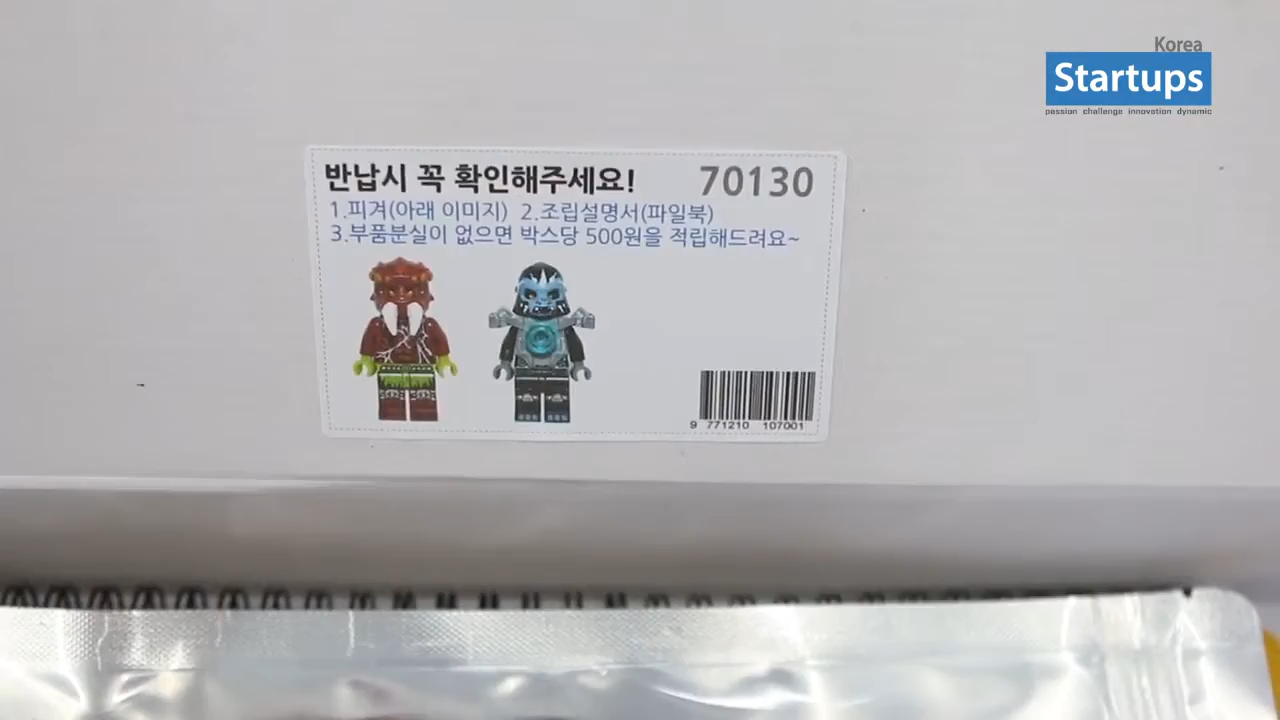 Korea
Startups
passion challenge innovation dynamic
반납시 꼭 확인해주세요! 70130
1.피겨(아래 이미지) 2.조립설명서(파일북)
3.부품분실이 없으면 박스당 500원을 적립해드려요~
9 771210 107001